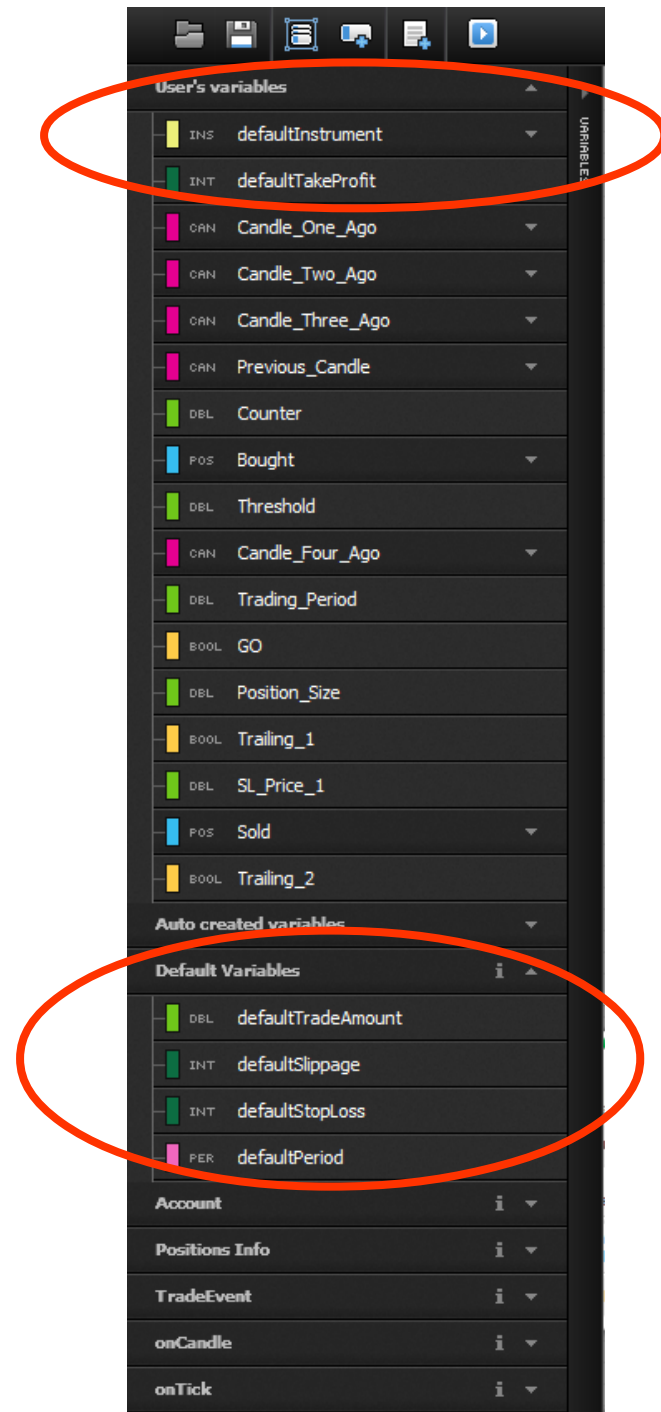 User's variables
INS defaultInstrument
INT defaultTakeProfit
CAN Candle_One_Ago
CAN Candle_Two_Ago
CAN Candle_Three_Ago
CAN Previous_Candle
DBL Counter
POS Bought
DBL Threshold
CAN Candle_Four_Ago
DBL Trading_Period
BOOL GO
DBL Position_Size
BOOL Trailing_1
DBL SL_Price_1
POS Sold
BOOL Trailing_2
Auto created variables
Default Variables i
DBL defaultTradeAmount
INT defaultSlippage
INT defaultStopLoss
PER defaultPeriod
Account i
Positions Info i
TradeEvent i
onCandle i
onTick i
VARIABLES